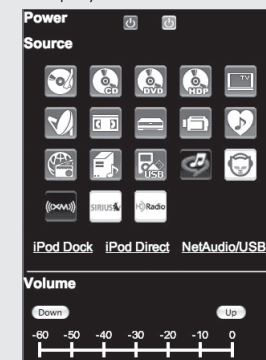 Power
Source
CD DVD HDP TV
USB
((XM)) SIRIUS HD Radio
iPod Dock iPod Direct NetAudio/USB
Volume
Down Up
-60 -50 -40 -30 -20 -10 0